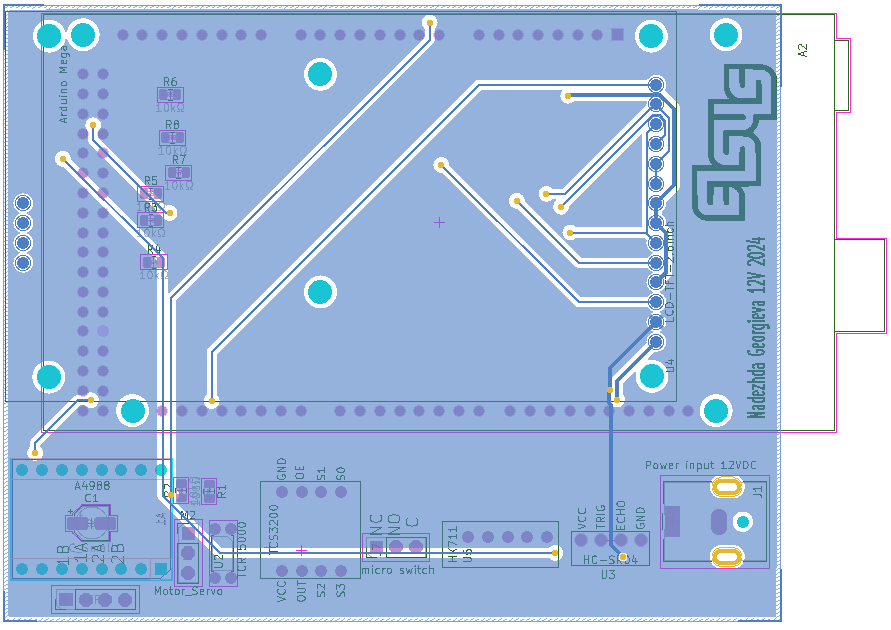 A2
Arduino Mega
R6
10kΩ
R8
10kΩ
R7
10kΩ
R5
R3
10kΩ
R4
10kΩ
ELSYS
LCD-TFT-2.8inch
U4
Nadezhda Georgieva 12V 2024
A4988
C1
1B
1A
2A
2B
R2
R1
M2
Motor_Servo
U2
TCRT5000
GND
OE
S1
S0
TCS3200
VCC
OUT
S2
S3
NC
NO
C
micro switch
HX711
U5
VCC
TRIG
ECHO
GND
HC-SR04
U3
Power input 12VDC
J1